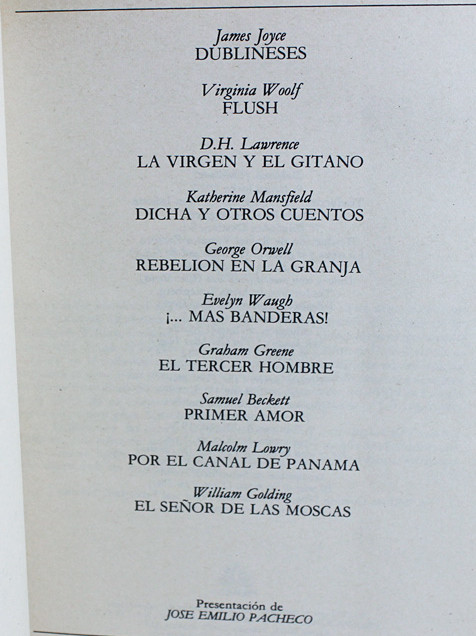 James Joyce
DUBLINESES
Virginia Woolf
FLUSH
D.H. Lawrence
LA VIRGEN Y EL GITANO
Katherine Mansfield
DICHA Y OTROS CUENTOS
George Orwell
REBELION EN LA GRANJA
Evelyn Waugh
¡... MAS BANDERAS!
Graham Greene
EL TERCER HOMBRE
Samuel Beckett
PRIMER AMOR
Malcolm Lowry
POR EL CANAL DE PANAMA
William Golding
EL SEÑOR DE LAS MOSCAS
Presentación de
JOSE EMILIO PACHECO